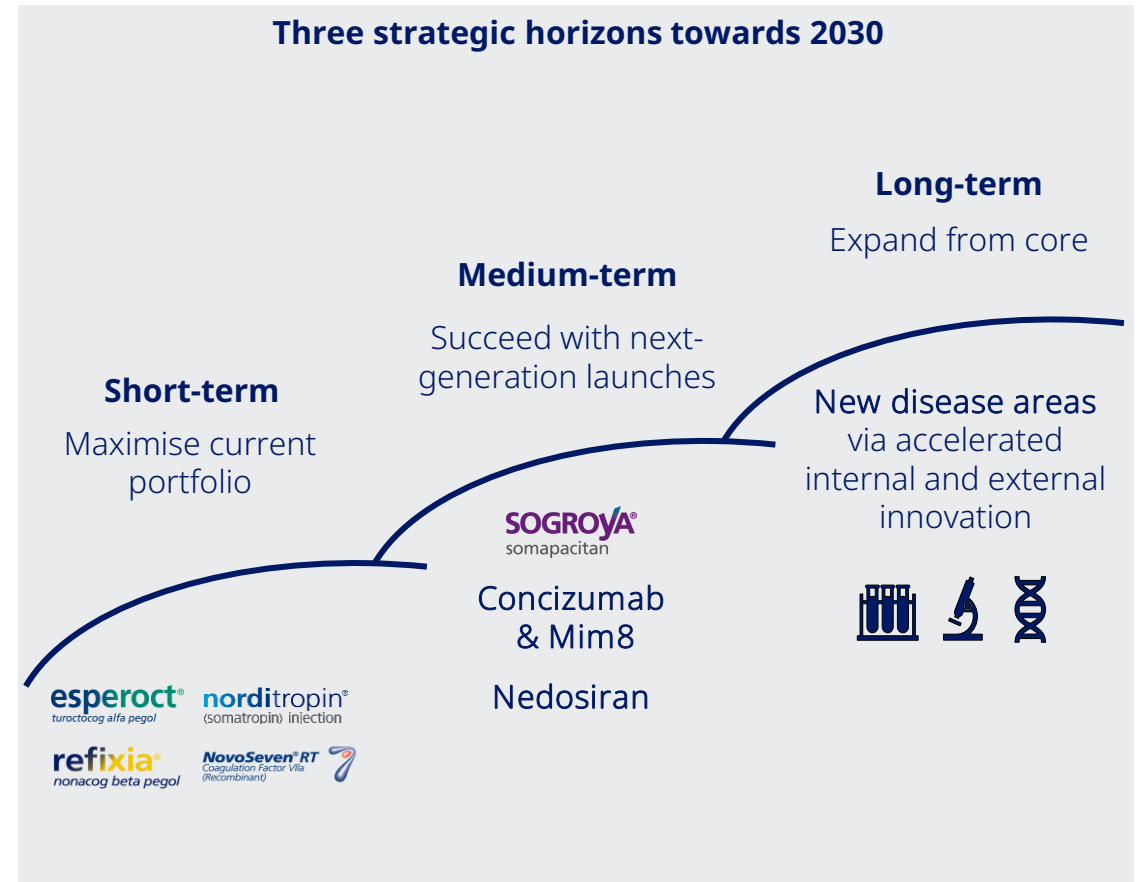 Three strategic horizons towards 2030
Short-term
Maximise current
portfolio
esperoct®
turoctocog alfa pegol
norditropin®
(somatropin) injection
refixia®
nonacog beta pegol
NovoSeven®RT
Coagulation Factor VIIa
(Recombinant)
Medium-term
Succeed with next-
generation launches
SOGROYA®
somapacitan
Concizumab
& Mim8
Nedosiran
Long-term
Expand from core
New disease areas
via accelerated
internal and external
innovation